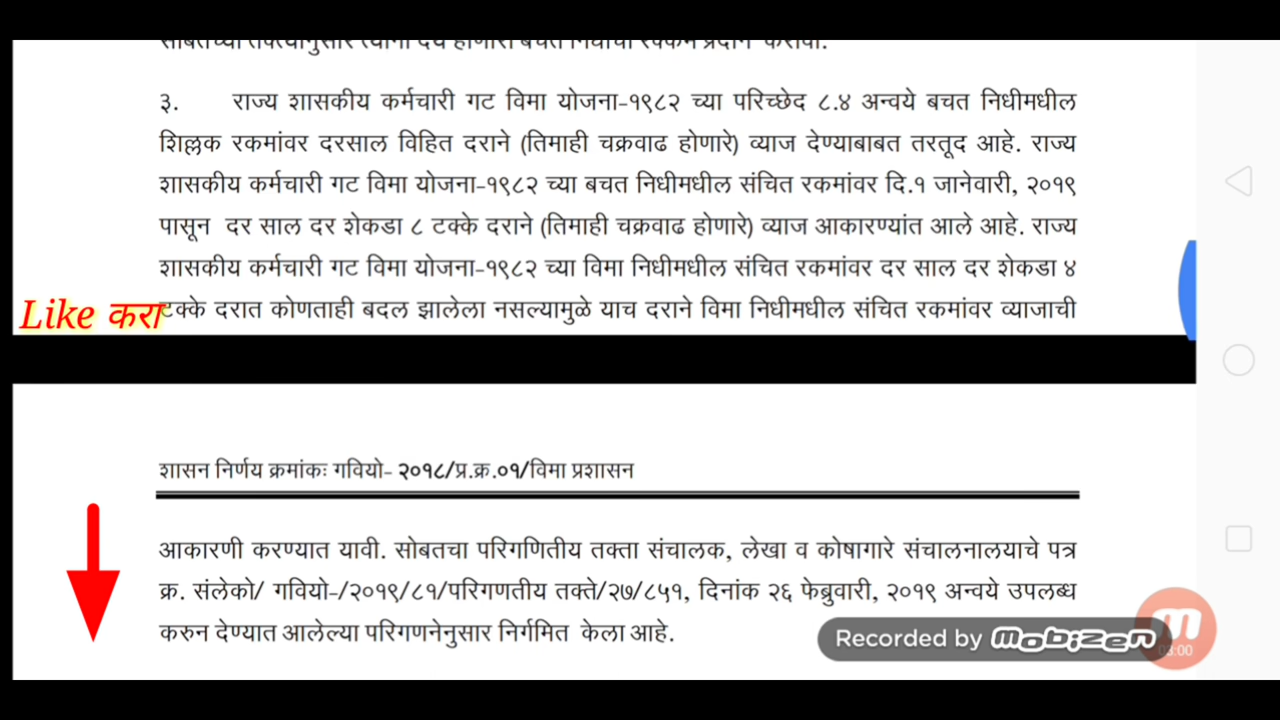 ३. राज्य शासकीय कर्मचारी गट विमा योजना-१९८२ च्या परिच्छेद ८.४ अन्वये बचत निधीमधील
शिल्लक रकमांवर दरसाल विहित दराने (तिमाही चक्रवाढ होणारे) व्याज देण्याबाबत तरतूद आहे. राज्य
शासकीय कर्मचारी गट विमा योजना-१९८२ च्या बचत निधीमधील संचित रकमांवर दि.१ जानेवारी, २०१९
पासून दर साल दर शेकडा ८ टक्के दराने (तिमाही चक्रवाढ होणारे) व्याज आकारण्यांत आले आहे. राज्य
शासकीय कर्मचारी गट विमा योजना-१९८२ च्या विमा निधीमधील संचित रकमांवर दर साल दर शेकडा ४
Like करा
टक्के दरात कोणताही बदल झालेला नसल्यामुळे याच दराने विमा निधीमधील संचित रकमांवर व्याजाची
शासन निर्णय क्रमांकः गवियो- २०१८/प्र.क्र.०१/विमा प्रशासन
आकारणी करण्यात यावी. सोबतचा परिगणितीय तक्ता संचालक, लेखा व कोषागारे संचालनालयाचे पत्र
क्र. संलेको/ गवियो-/२०१९/८१/परिगणतीय तक्ते/२७/८५१, दिनांक २६ फेब्रुवारी, २०१९ अन्वये उपलब्ध
करुन देण्यात आलेल्या परिगणनेनुसार निर्गमित केला आहे.
Recorded by mobizen
03:00